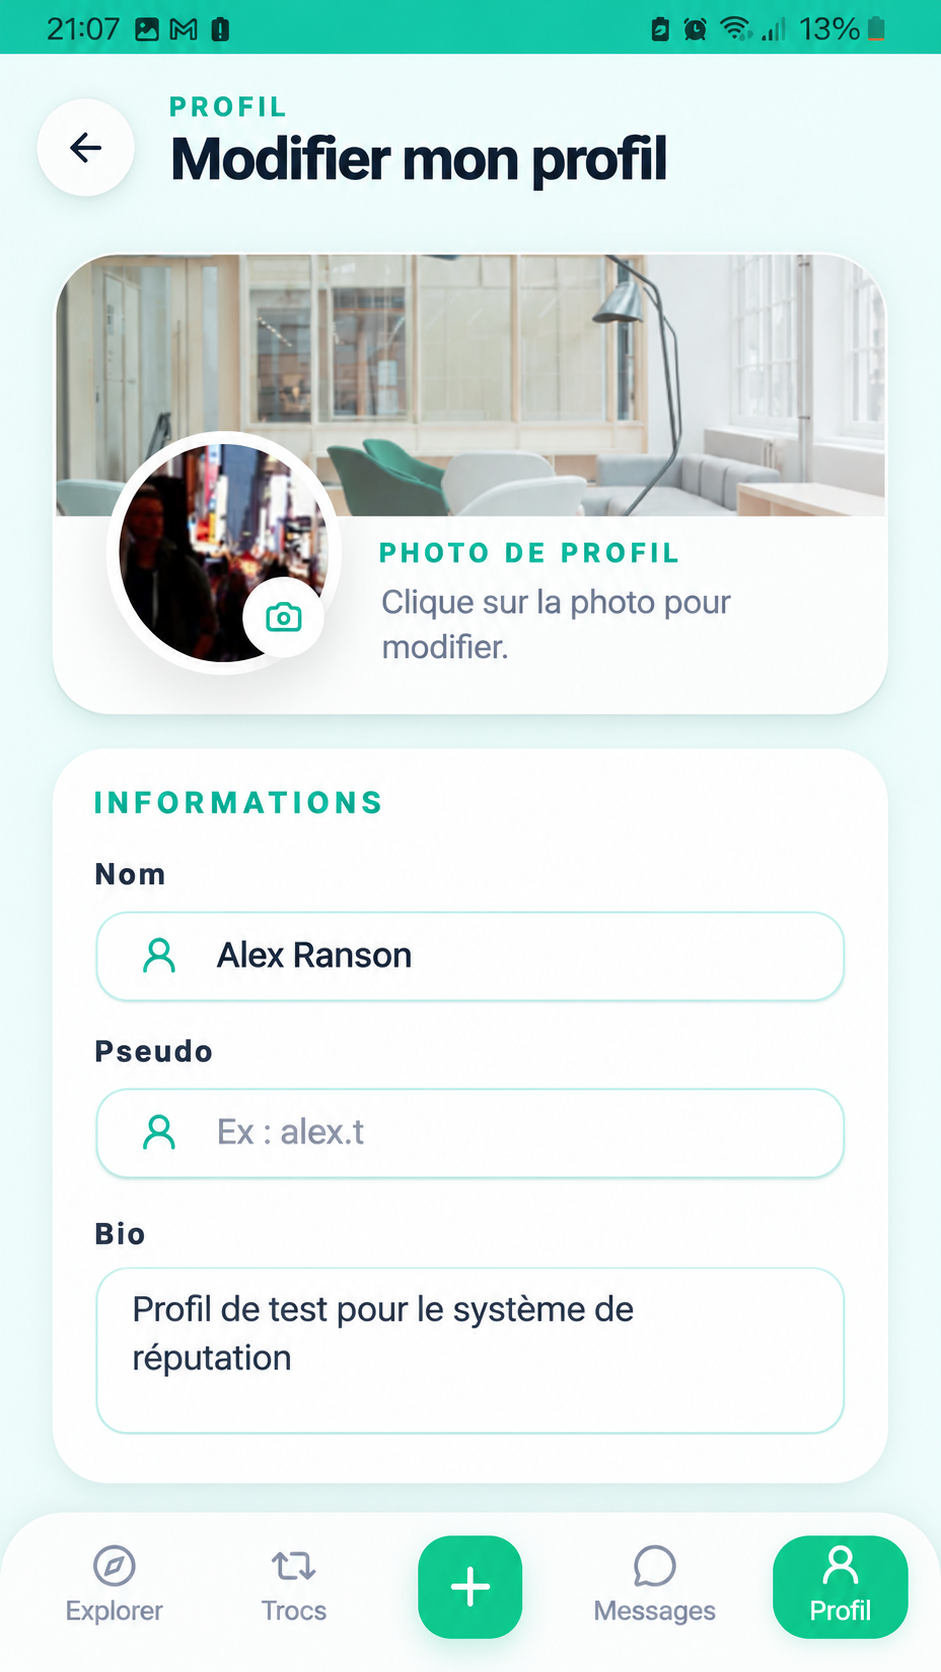 21:07
13%
PROFIL
Modifier mon profil
PHOTO DE PROFIL
Clique sur la photo pour
modifier.
INFORMATIONS
Nom
Alex Ranson
Pseudo
Ex : alex.t
Bio
Profil de test pour le système de
réputation
Explorer
Trocs
Messages
Profil